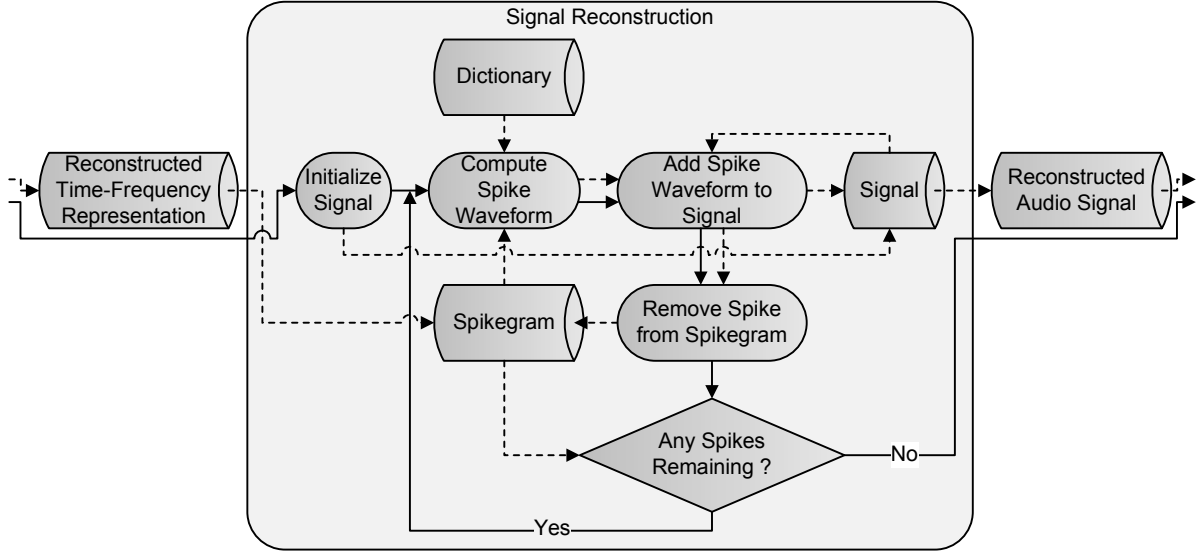 Signal Reconstruction
Dictionary
Reconstructed
Time-Frequency
Representation
Initialize
Signal
Compute
Spike
Waveform
Add Spike
Waveform to
Signal
Signal
Reconstructed
Audio Signal
Spikegram
Remove Spike
from Spikegram
Any Spikes
Remaining ?
No
Yes